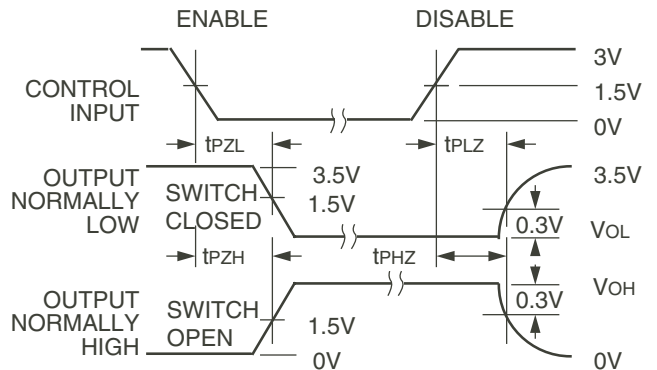 ENABLE DISABLE
3V
CONTROL
INPUT
1.5V
0V
tPZL tPLZ
OUTPUT
NORMALLY
LOW
SWITCH
CLOSED
3.5V
1.5V
3.5V
0.3V
VOL
tPZH tPHZ
OUTPUT
NORMALLY
HIGH
SWITCH
OPEN
1.5V
0V
VOH
0.3V
0V